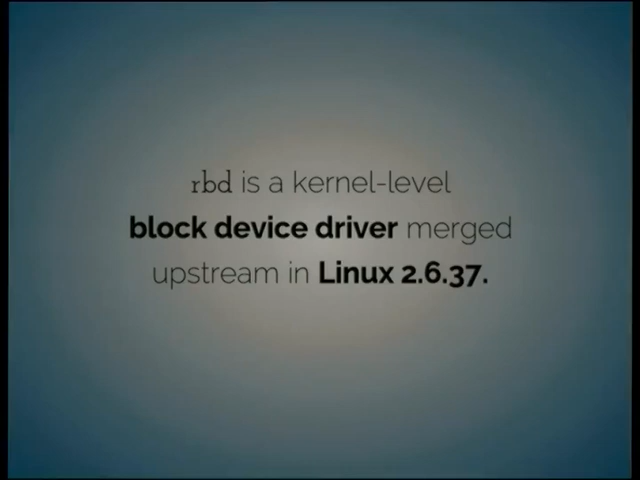 rbd is a kernel-level
block device driver merged
upstream in Linux 2.6.37.